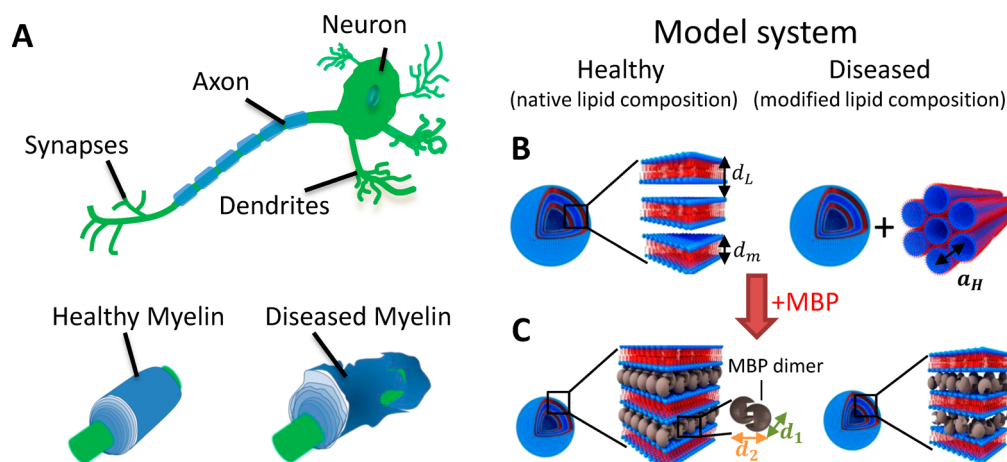 A
Neuron
Axon
Synapses
Dendrites
Healthy Myelin
Diseased Myelin
Model system
Healthy
(native lipid composition)
Diseased
(modified lipid composition)
B
d_L
d_m
a_H
+
+MBP
C
MBP dimer
d_1
d_2